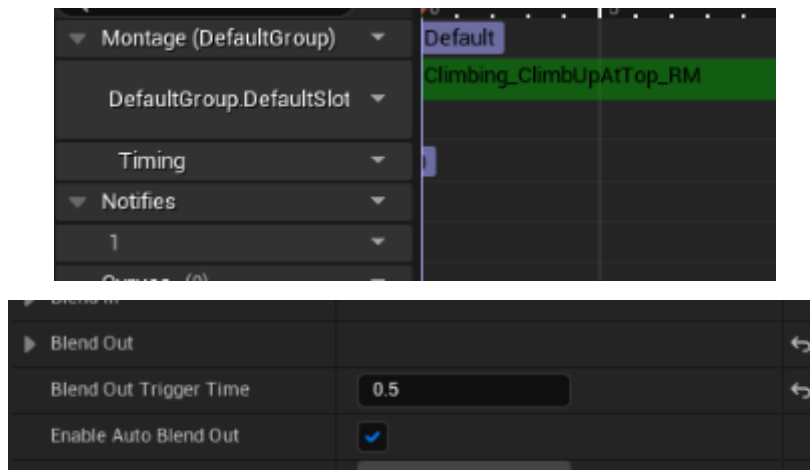 Montage (DefaultGroup)
Default
DefaultGroup.DefaultSlot
Climbing_ClimbUpAtTop_RM
Timing
Notifies
1
Blend Out
Blend Out Trigger Time
0.5
Enable Auto Blend Out